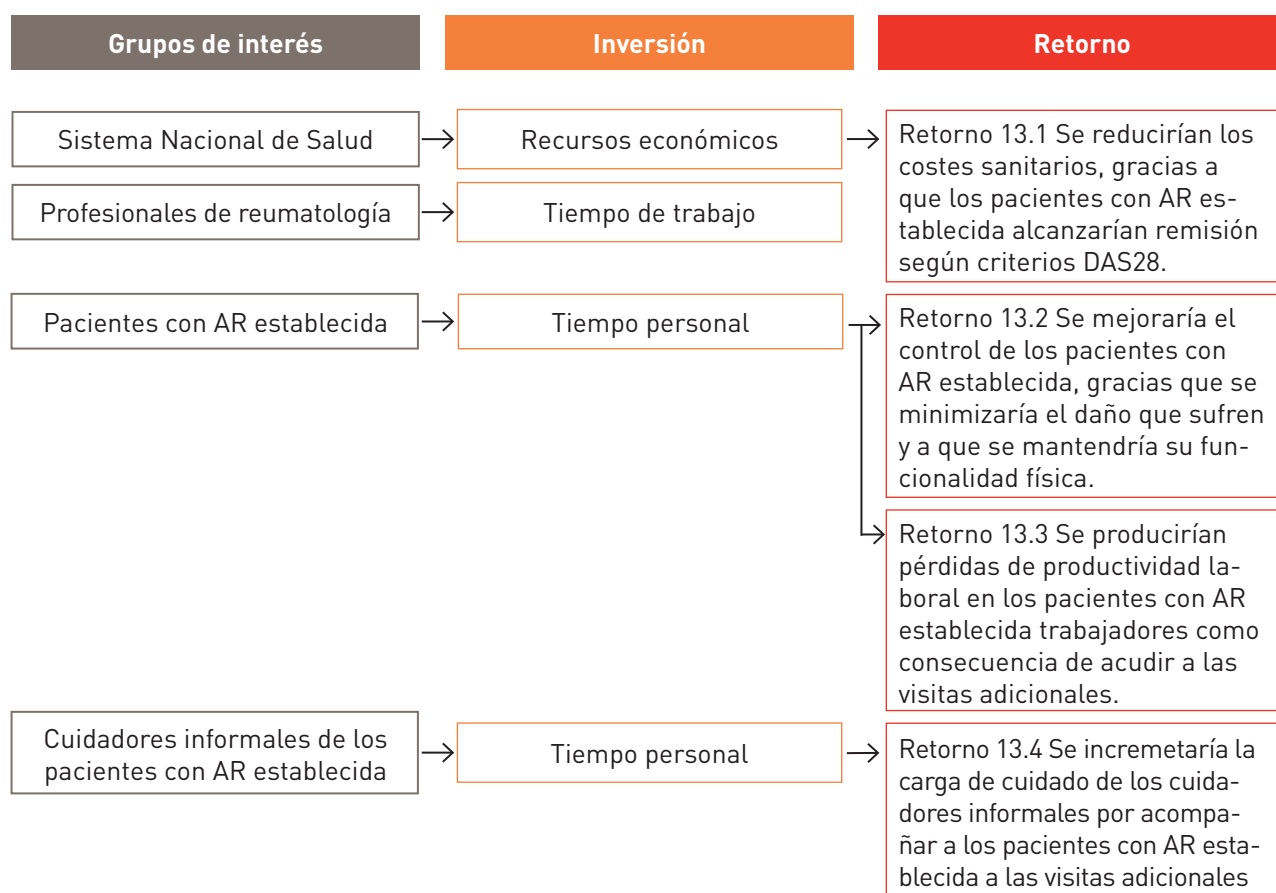 Grupos de interés
Inversión
Retorno
Sistema Nacional de Salud
Recursos económicos
Retorno 13.1 Se reducirían los
costes sanitarios, gracias a
que los pacientes con AR es-
tablecida alcanzarían remisión
según criterios DAS28.
Profesionales de reumatología
Tiempo de trabajo
Pacientes con AR establecida
Tiempo personal
Retorno 13.2 Se mejoraría el
control de los pacientes con
AR establecida, gracias que se
minimizaría el daño que sufren
y a que se mantendría su fun-
cionalidad física.
Retorno 13.3 Se producirían
pérdidas de productividad la-
boral en los pacientes con AR
establecida trabajadores como
consecuencia de acudir a las
visitas adicionales.
Cuidadores informales de los
pacientes con AR establecida
Tiempo personal
Retorno 13.4 Se incremetaría la
carga de cuidado de los cuida-
dores informales por acompa-
ñar a los pacientes con AR esta-
blecida a las visitas adicionales